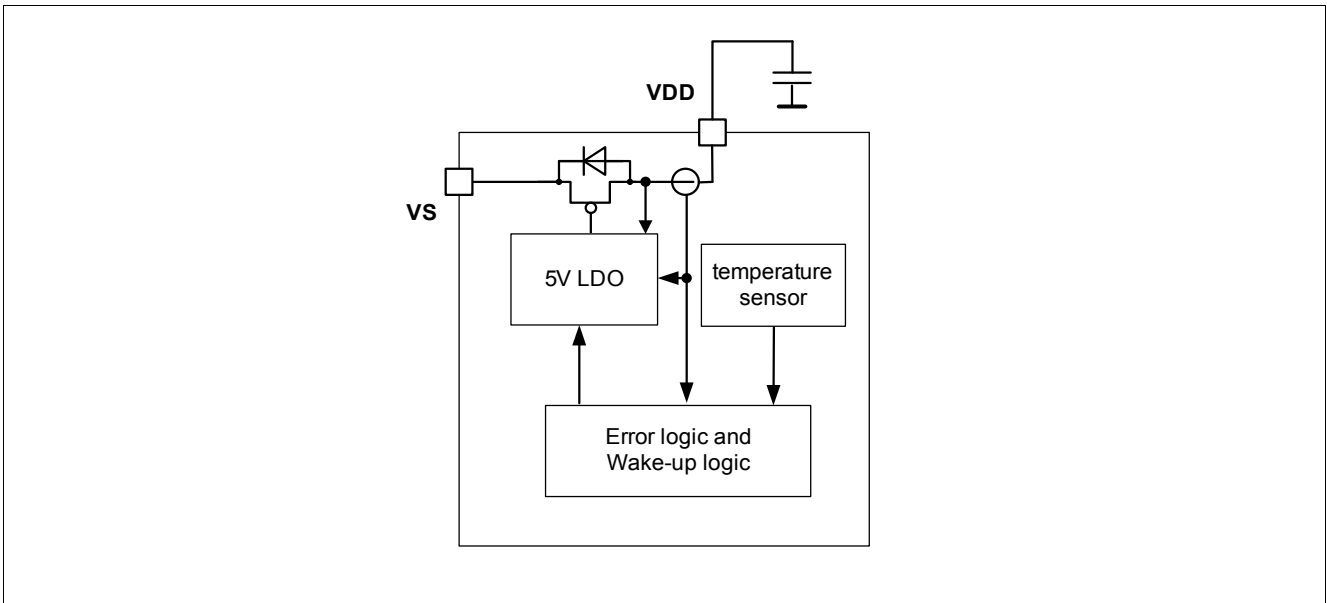 VDD
VS
5V LDO
temperature
sensor
Error logic and
Wake-up logic